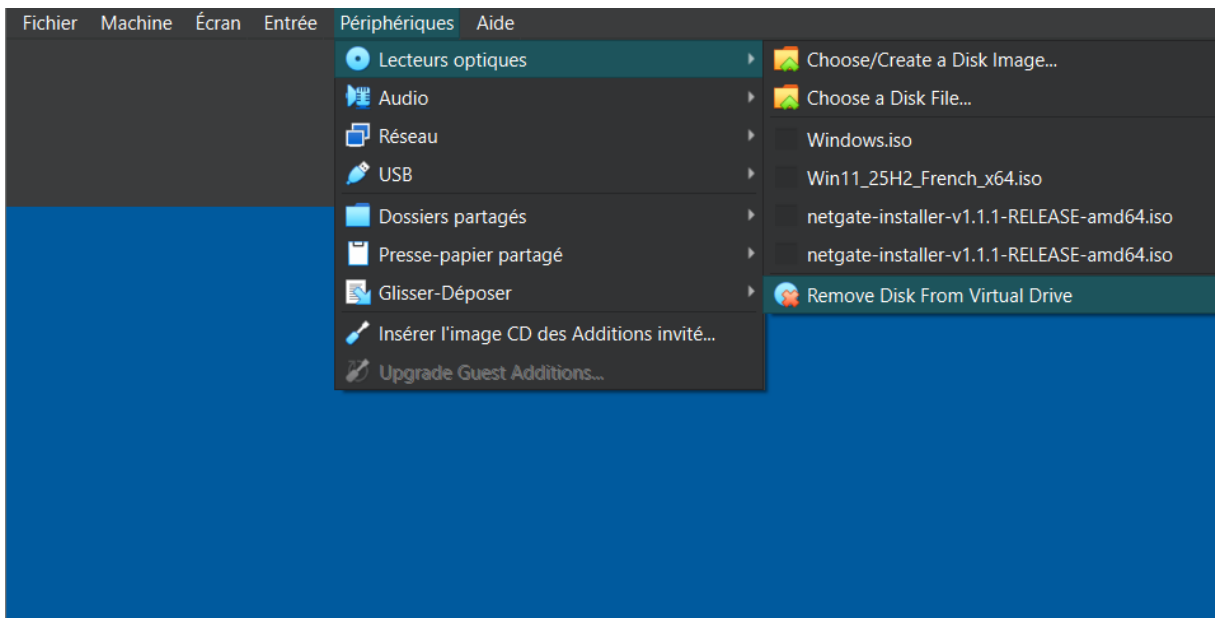 Fichier Machine Écran Entrée Périphériques Aide
Lecteurs optiques
Audio
Réseau
USB
Dossiers partagés
Presse-papier partagé
Glisser-Déposer
Insérer l'image CD des Additions invité...
Upgrade Guest Additions...
Choose/Create a Disk Image...
Choose a Disk File...
Windows.iso
Win11_25H2_French_x64.iso
netgate-installer-v1.1.1-RELEASE-amd64.iso
netgate-installer-v1.1.1-RELEASE-amd64.iso
Remove Disk From Virtual Drive